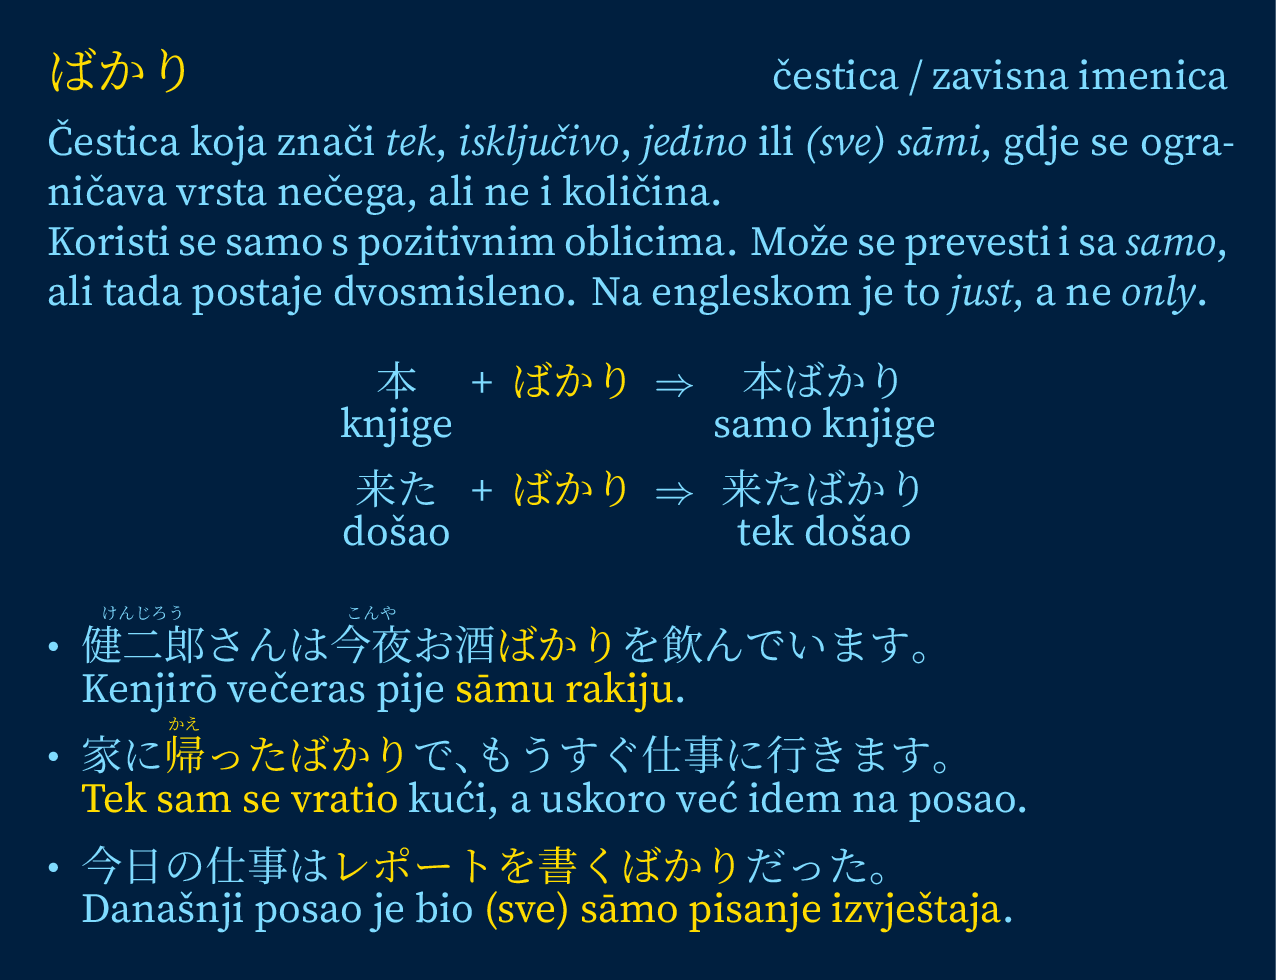 ばかり čestica / zavisna imenica
Čestica koja znači tek, isključivo, jedino ili (sve) sāmi, gdje se ogra-
ničava vrsta nečega, ali ne i količina.
Koristi se samo s pozitivnim oblicima. Može se prevesti i sa samo,
ali tada postaje dvosmisleno. Na engleskom je to just, a ne only.
本 + ばかり ⇒ 本ばかり
knjige samo knjige
来た + ばかり ⇒ 来たばかり
došao tek došao
けんじろう こんや
• 健二郎さんは今夜お酒ばかりを飲んでいます。
Kenjirō večeras pije sāmu rakiju.
かえ
• 家に帰ったばかりで、もうすぐ仕事に行きます。
Tek sam se vratio kući, a uskoro već idem na posao.
• 今日の仕事はレポートを書くばかりだった。
Današnji posao je bio (sve) sāmo pisanje izvještaja.